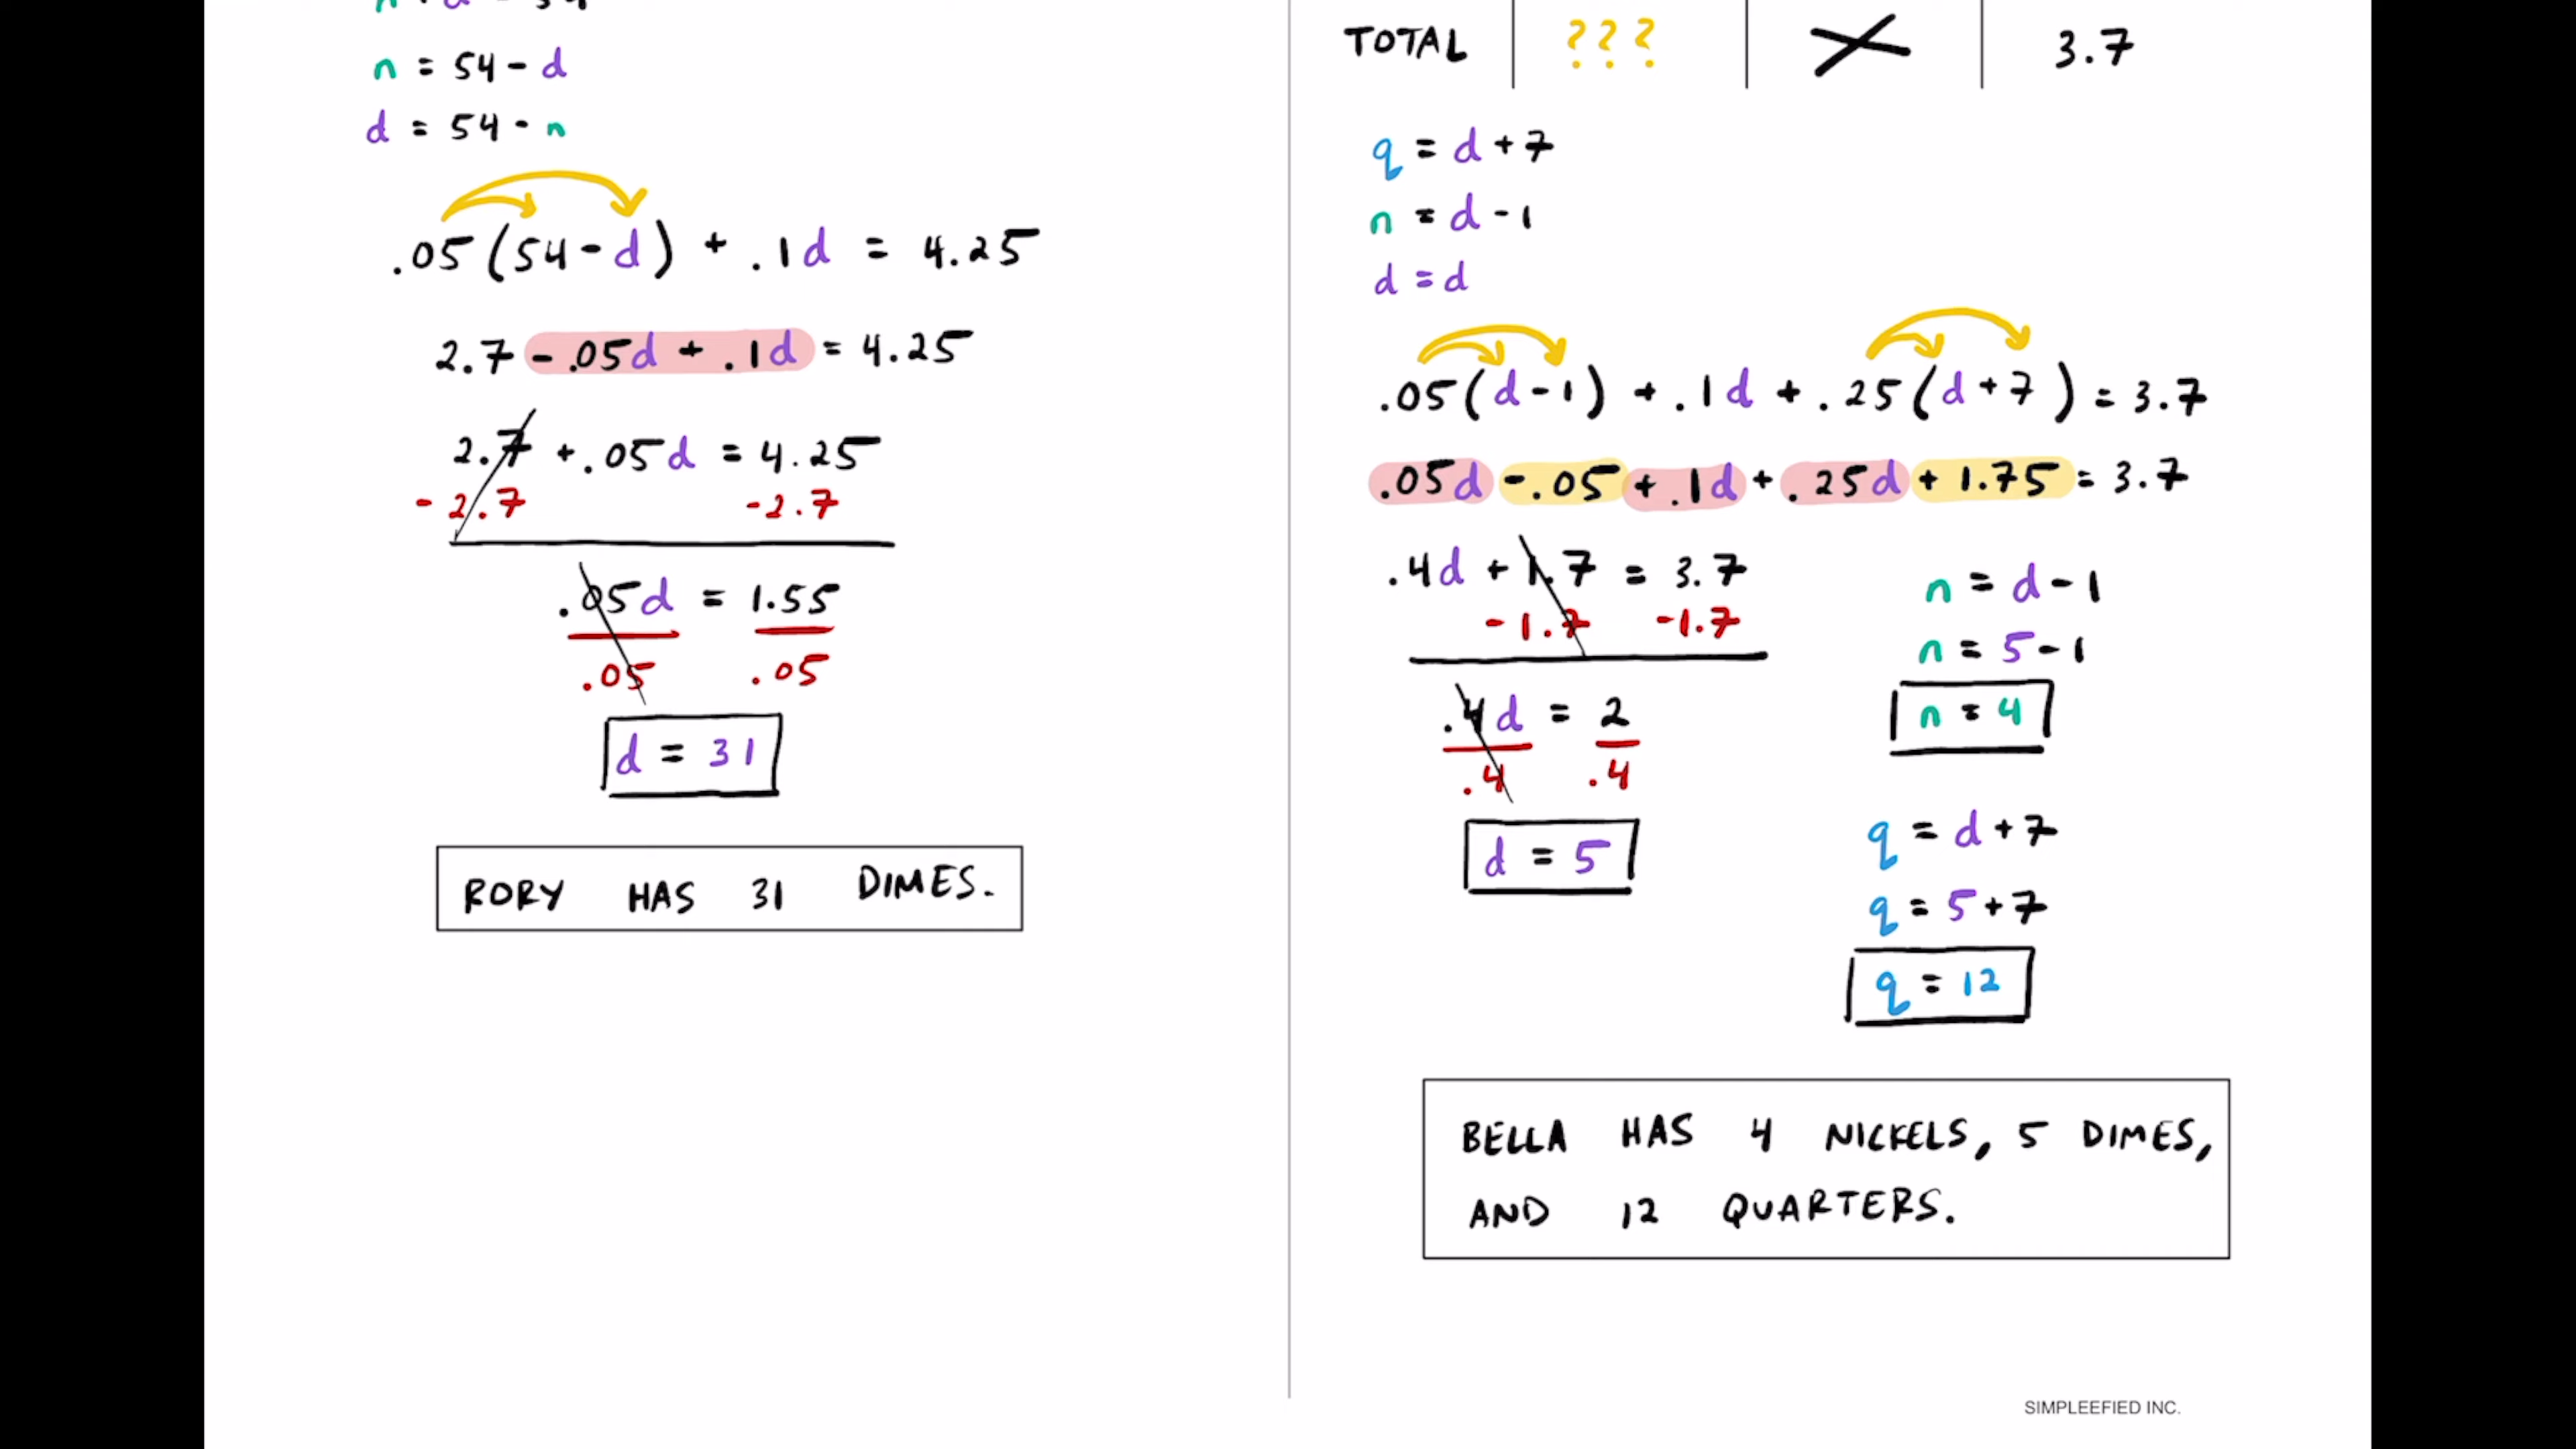 n = 54 - d
d = 54 - n
.05(54 - d) + .1d = 4.25
2.7 - .05d + .1d = 4.25
2.7 + .05d = 4.25
- 2.7 -2.7
.05d = 1.55
.05 .05
d = 31
RORY HAS 31 DIMES.
TOTAL ??? 3.7
q = d + 7
n = d - 1
d = d
.05(d - 1) + .1d + .25(d + 7) = 3.7
.05d - .05 + .1d + .25d + 1.75 = 3.7
.4d + 1.7 = 3.7
- 1.7 -1.7
.4d = 2
.4 .4
d = 5
n = d - 1
n = 5 - 1
n = 4
q = d + 7
q = 5 + 7
q = 12
BELLA HAS 4 NICKELS, 5 DIMES,
AND 12 QUARTERS.
SIMPLEEFIED INC.